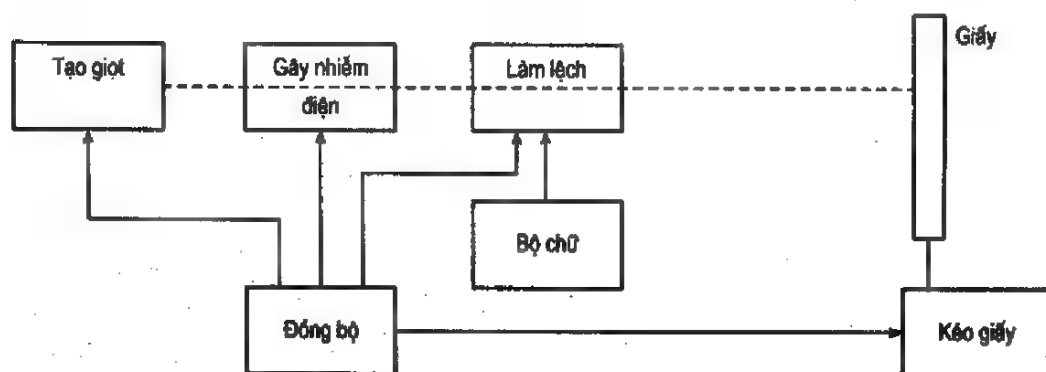 Tạo giọt
Gây nhiễm
điện
Làm lệch
Giấy
Bộ chữ
Đồng bộ
Kéo giấy